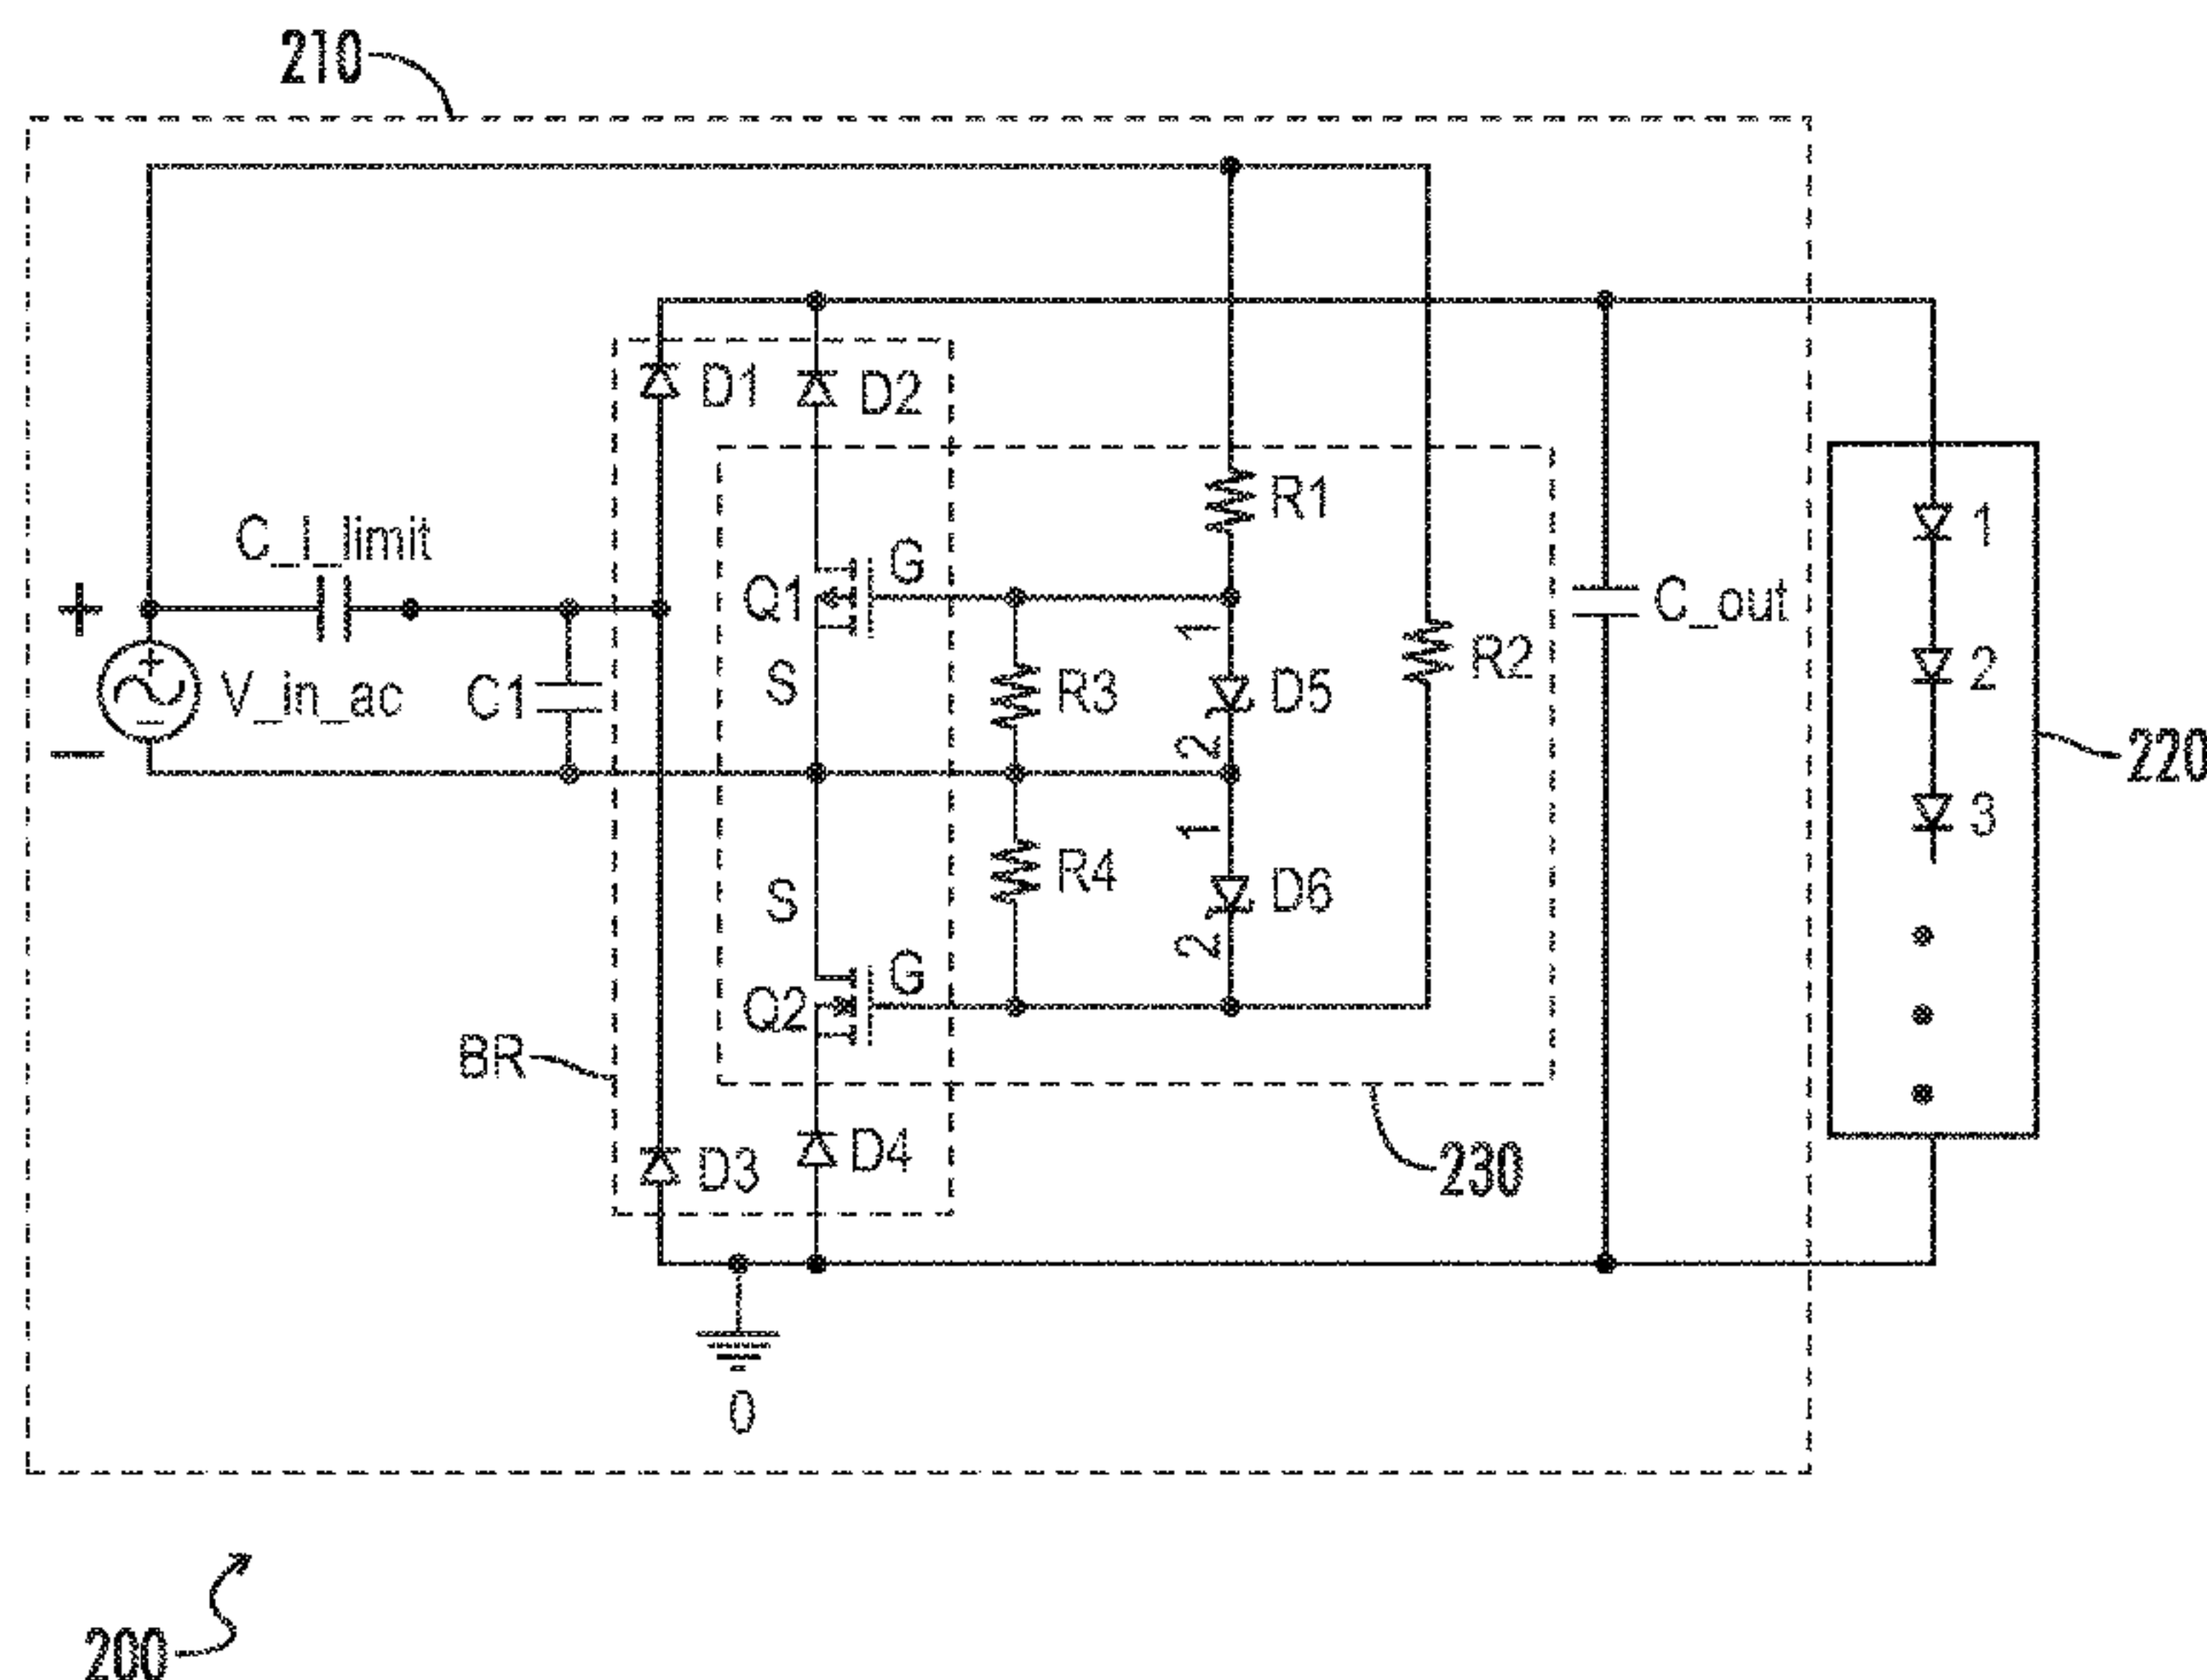 210
D1
D2
R1
C_I_limit
G
Q1
+
1
C_out
1
R2
S
R3
D5
2
+
V_in_ac
C1
−
−
2
220
1
3
R4
S
D6
2
G
Q2
BR
D4
D3
230
0
200